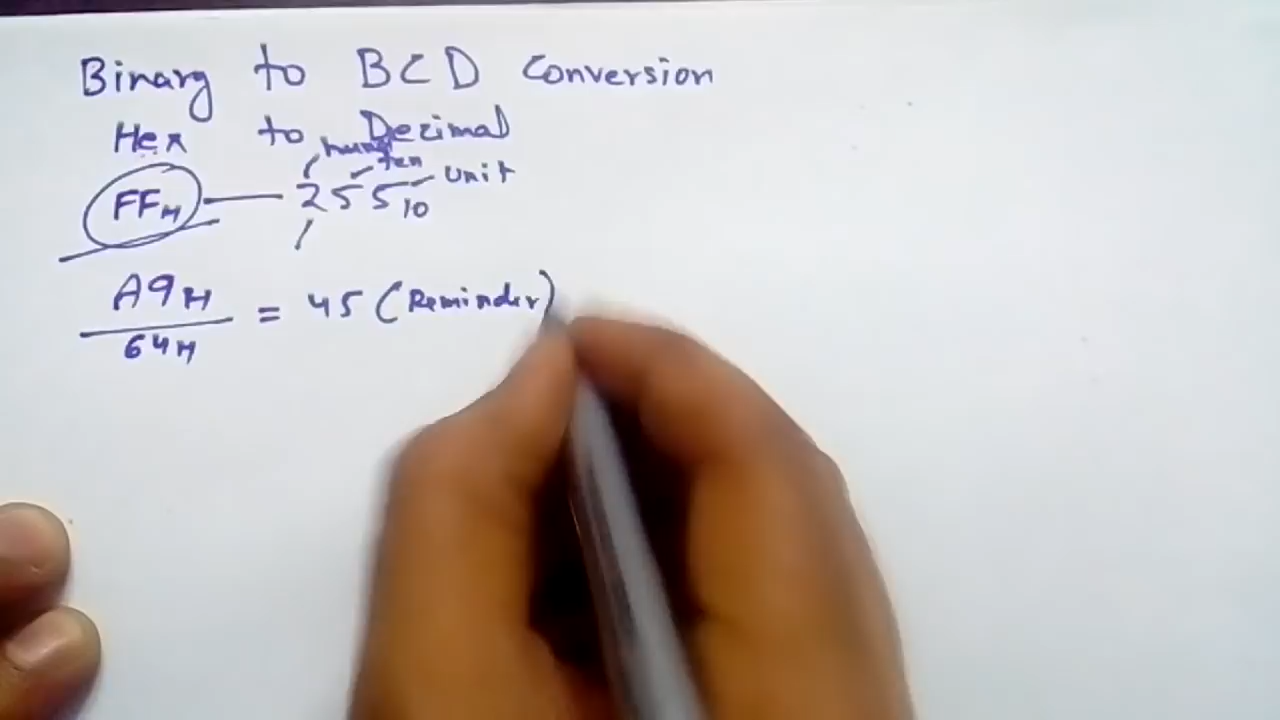 Binary to BCD Conversion
Hex to Decimal
hund
ten
unit
FFH — 255 10
A9H
64H = 45 (Reminder)